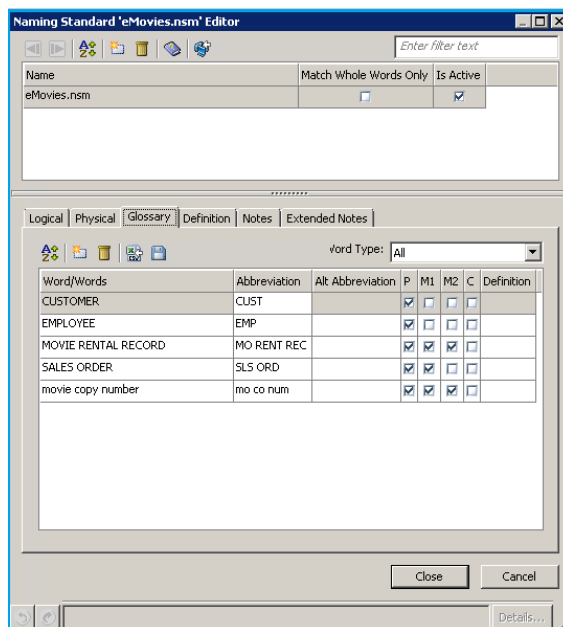 Naming Standard 'eMovies.nsm' Editor
Enter filter text
Name Match Whole Words Only Is Active
eMovies.nsm
Logical Physical Glossary Definition Notes Extended Notes
Word Type: All
Word/Words Abbreviation Alt Abbreviation P M1 M2 C Definition
CUSTOMER CUST
EMPLOYEE EMP
MOVIE RENTAL RECORD MO RENT REC
SALES ORDER SLS ORD
movie copy number mo co num
Close Cancel
Details...